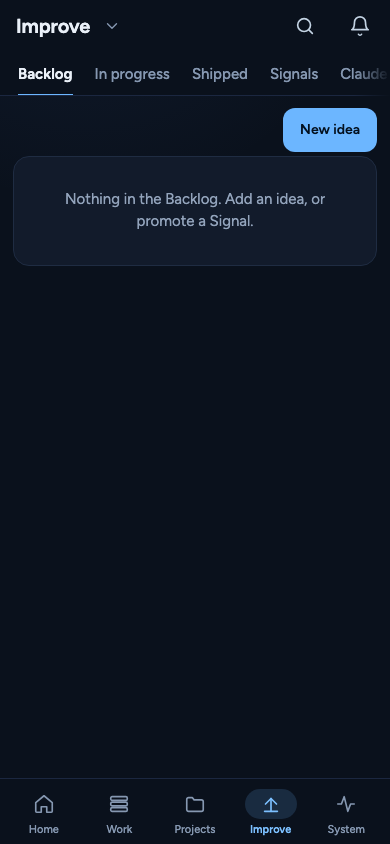 Improve
Backlog In progress Shipped Signals Claude
New idea
Nothing in the Backlog. Add an idea, or
promote a Signal.
Home Work Projects Improve System